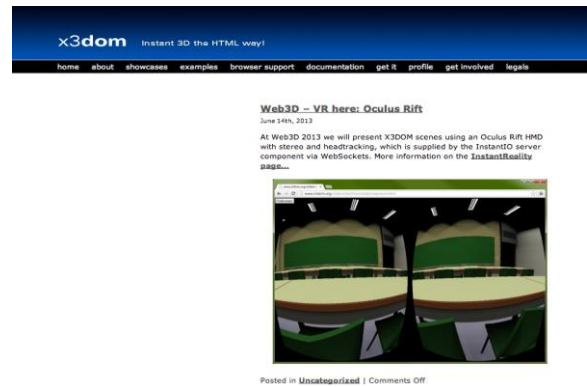 x3dom Instant 3D the HTML way!
home about showcases examples browser support documentation get it profile get involved legals
Web3D – VR here: Oculus Rift
June 14th, 2013
At Web3D 2013 we will present X3DOM scenes using an Oculus Rift HMD
with stereo and headtracking, which is supplied by the InstantIO server
component via WebSockets. More information on the InstantReality
page...
Posted in Uncategorized | Comments Off